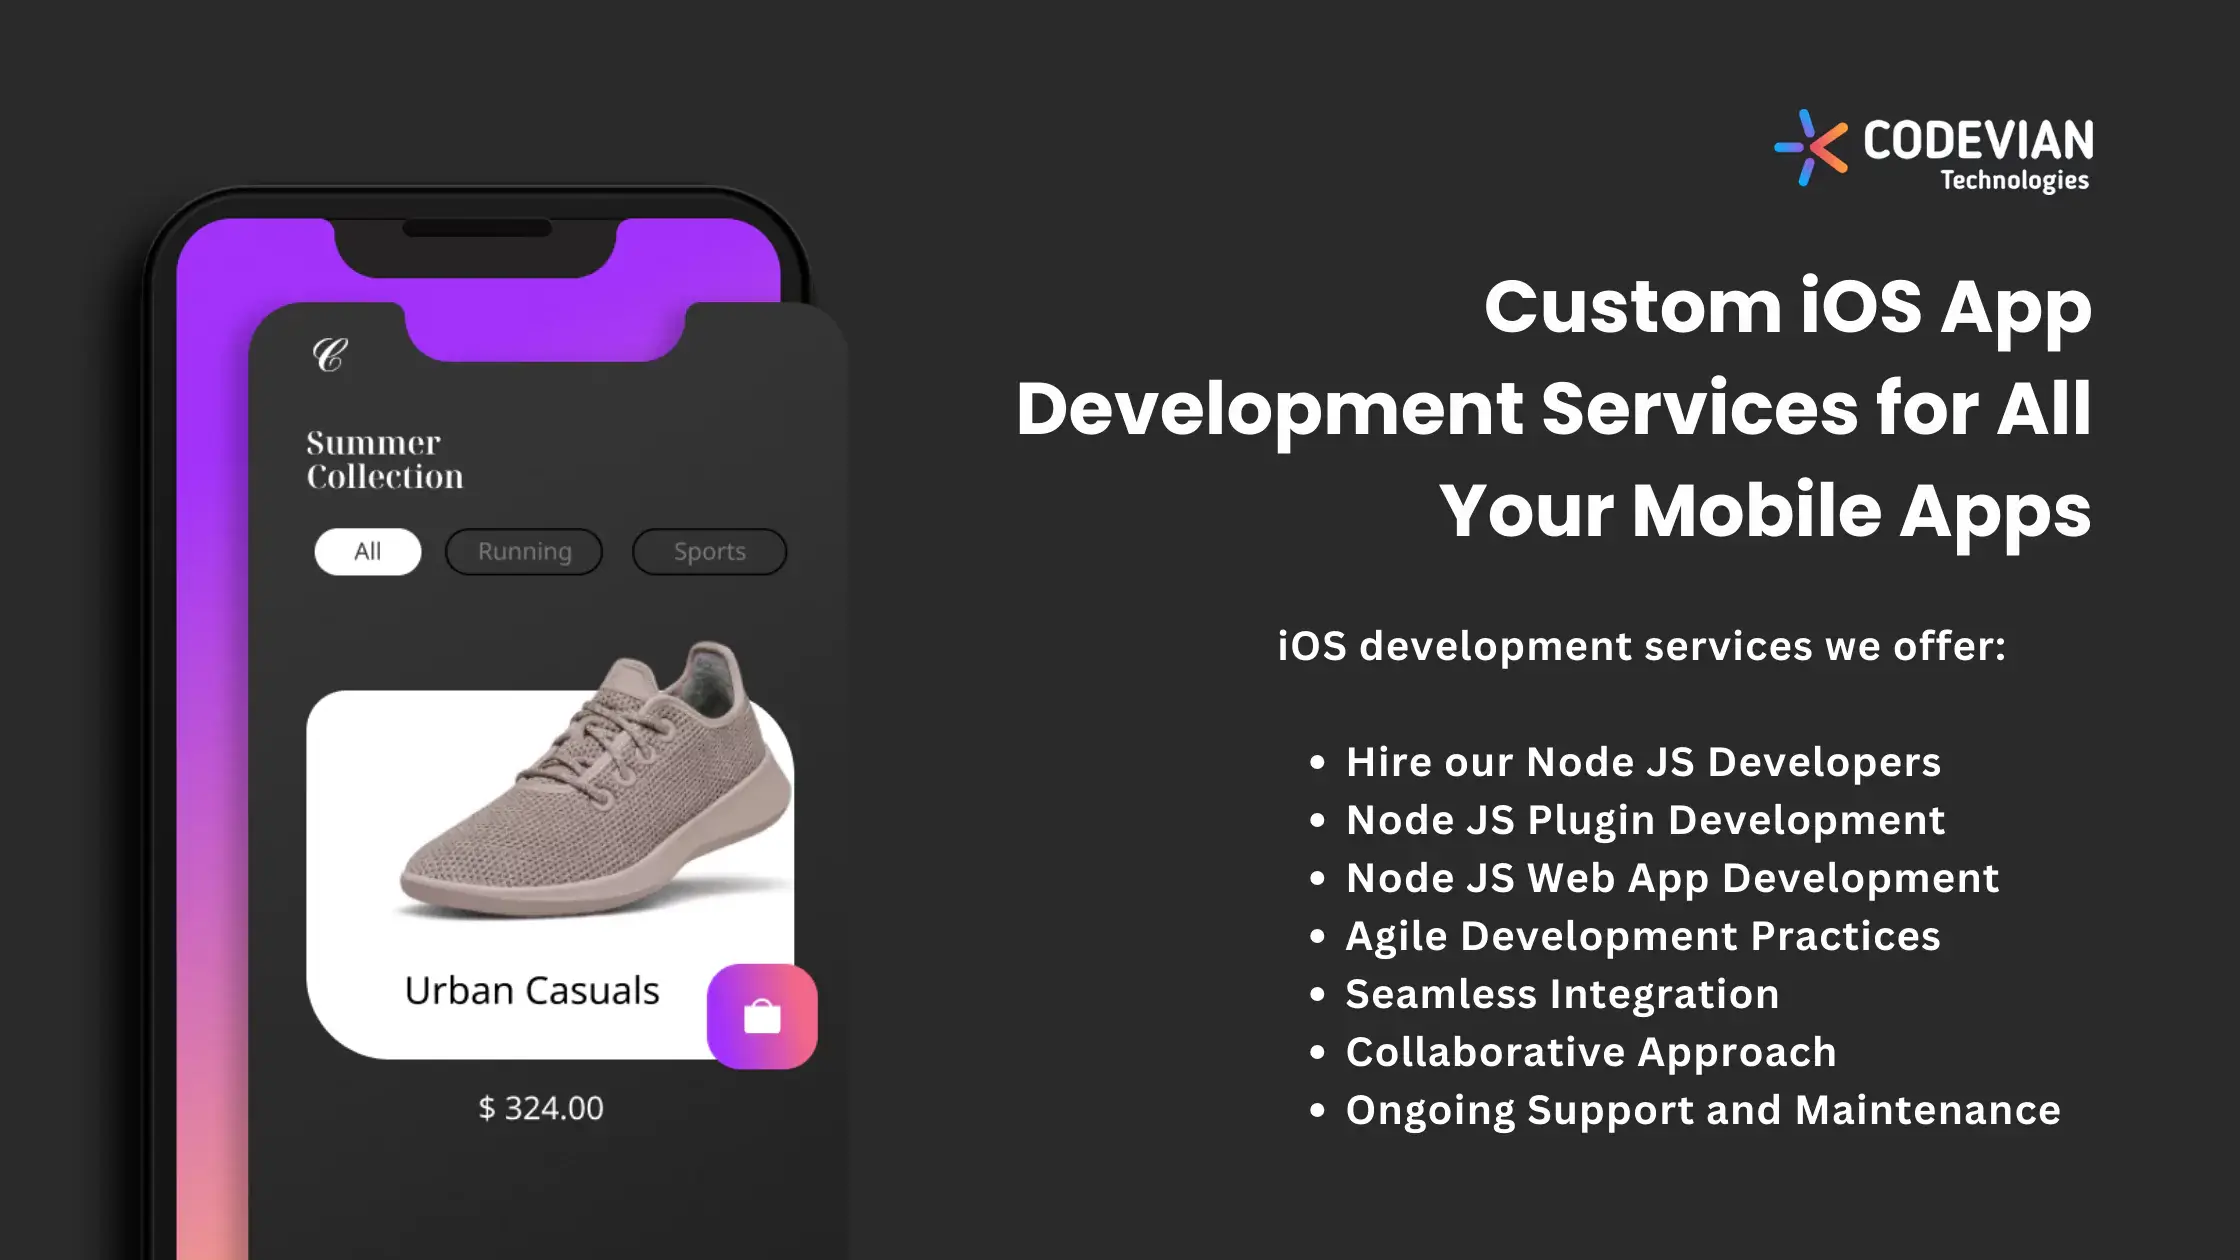 CODEVIAN
Technologies
Custom iOS App
Development Services for All
Your Mobile Apps
iOS development services we offer:
• Hire our Node JS Developers
• Node JS Plugin Development
• Node JS Web App Development
• Agile Development Practices
• Seamless Integration
• Collaborative Approach
• Ongoing Support and Maintenance
C
Summer
Collection
All Running Sports
Urban Casuals
$ 324.00